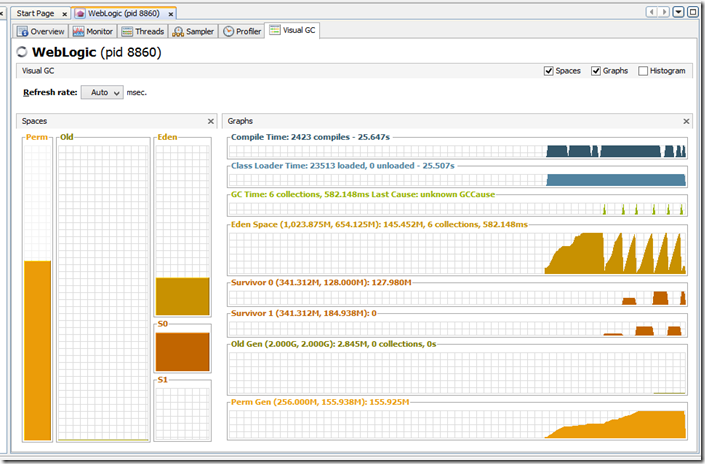 Start Page
WebLogic (pid 8860)
Overview
Monitor
Threads
Sampler
Profiler
Visual GC
WebLogic (pid 8860)
Visual GC
Spaces
Graphs
Histogram
Refresh rate: Auto msec.
Spaces
Perm
Old
Eden
S0
S1
Graphs
Compile Time: 2423 compiles - 25.647s
Class Loader Time: 23513 loaded, 0 unloaded - 25.507s
GC Time: 6 collections, 582.148ms Last Cause: unknown GCCause
Eden Space (1,023.875M, 654.125M): 145.452M, 6 collections, 582.148ms
Survivor 0 (341.312M, 128.000M): 127.980M
Survivor 1 (341.312M, 184.938M): 0
Old Gen (2.000G, 2.000G): 2.845M, 0 collections, 0s
Perm Gen (256.000M, 155.938M): 155.925M